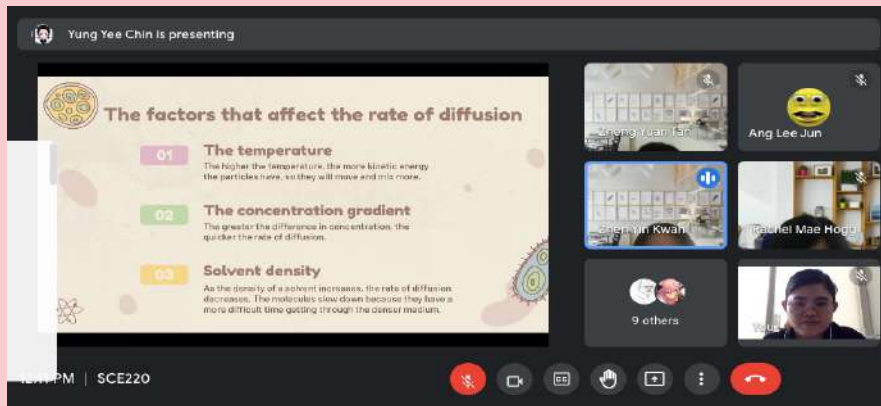 Yung Yee Chin is presenting
The factors that affect the rate of diffusion
01
The temperature
The higher the temperature, the more kinetic energy
the particles have, so they will move and mix more.
02
The concentration gradient
The greater the difference in concentration, the
quicker the rate of diffusion.
03
Solvent density
As the density of a solvent increases, the rate of diffusion
decreases. The molecules slow down because they have a
more difficult time getting through the denser medium.
Zheng Yuan Tan
Ang Lee Jun
Zhen Yin Kwan
Rachel Mae Hogg
9 others
You
PM | SCE220